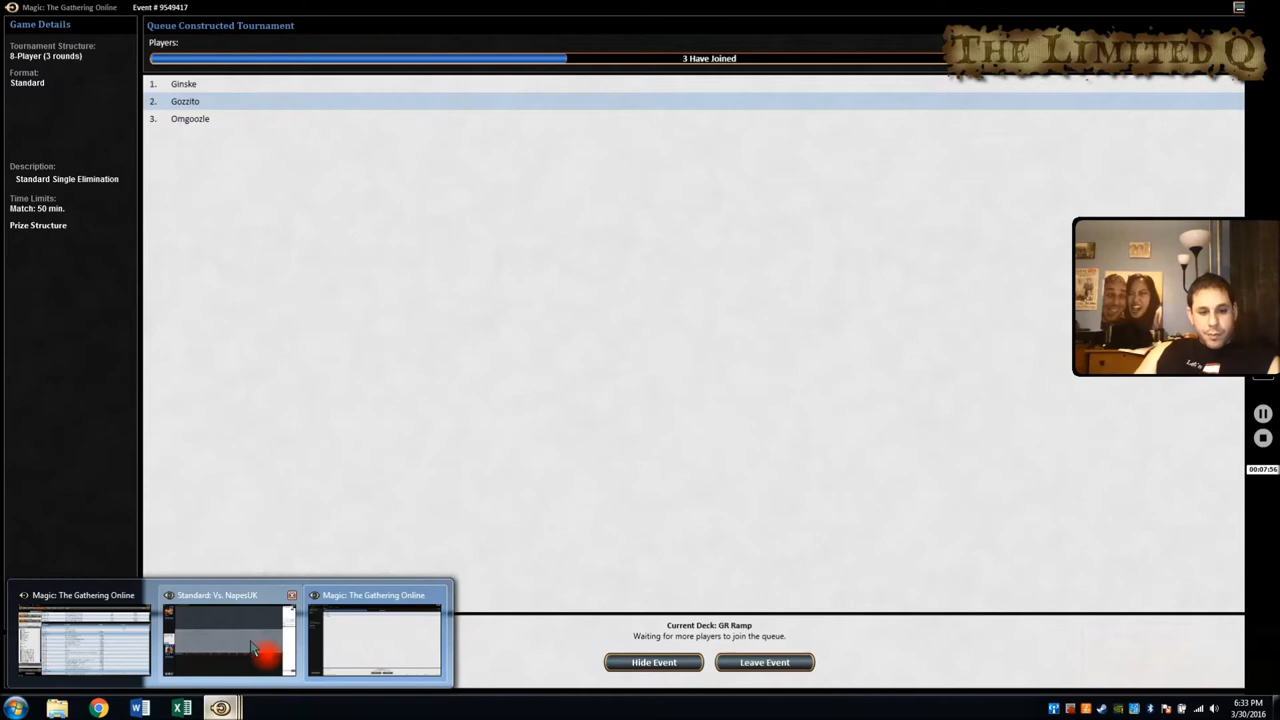 Magic: The Gathering Online
Event # 9549417
Game Details
Tournament Structure:
8-Player (3 rounds)
Format:
Standard
Description:
Standard Single Elimination
Time Limits:
Match: 50 min.
Prize Structure
Queue Constructed Tournament
Players:
3 Have Joined
THE LIMITED Q
1. Ginske
2. Gozzito
3. Omgoozle
Let's
00:07:56
Magic: The Gathering Online
Standard: Vs. NapesUK
Magic: The Gathering Online
Current Deck: GR Ramp
Waiting for more players to join the queue.
Hide Event
Leave Event
6:33 PM
3/30/2016